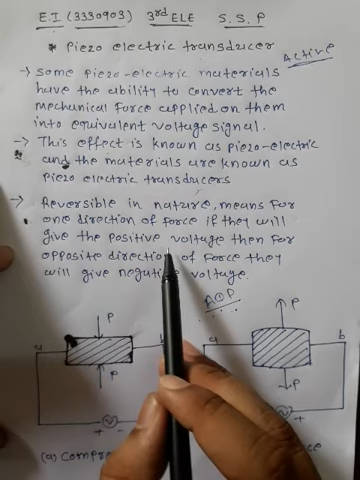 E.I (3330903) 3rd ELE S. S. P
* Piezo electric transducer Active
→ Some piezo-electric materials
have the ability to convert the
mechanical force applied on them
into equivalent voltage signal.
→ This effect is known as piezo-electric
and the materials are known as
piezo electric transducers
→ Reversible in nature, means for
one direction of force if they will
give the positive voltage then for
opposite direction of force they
will give negative voltage.
P P
a a b
P P
+ - +
(a) Compre